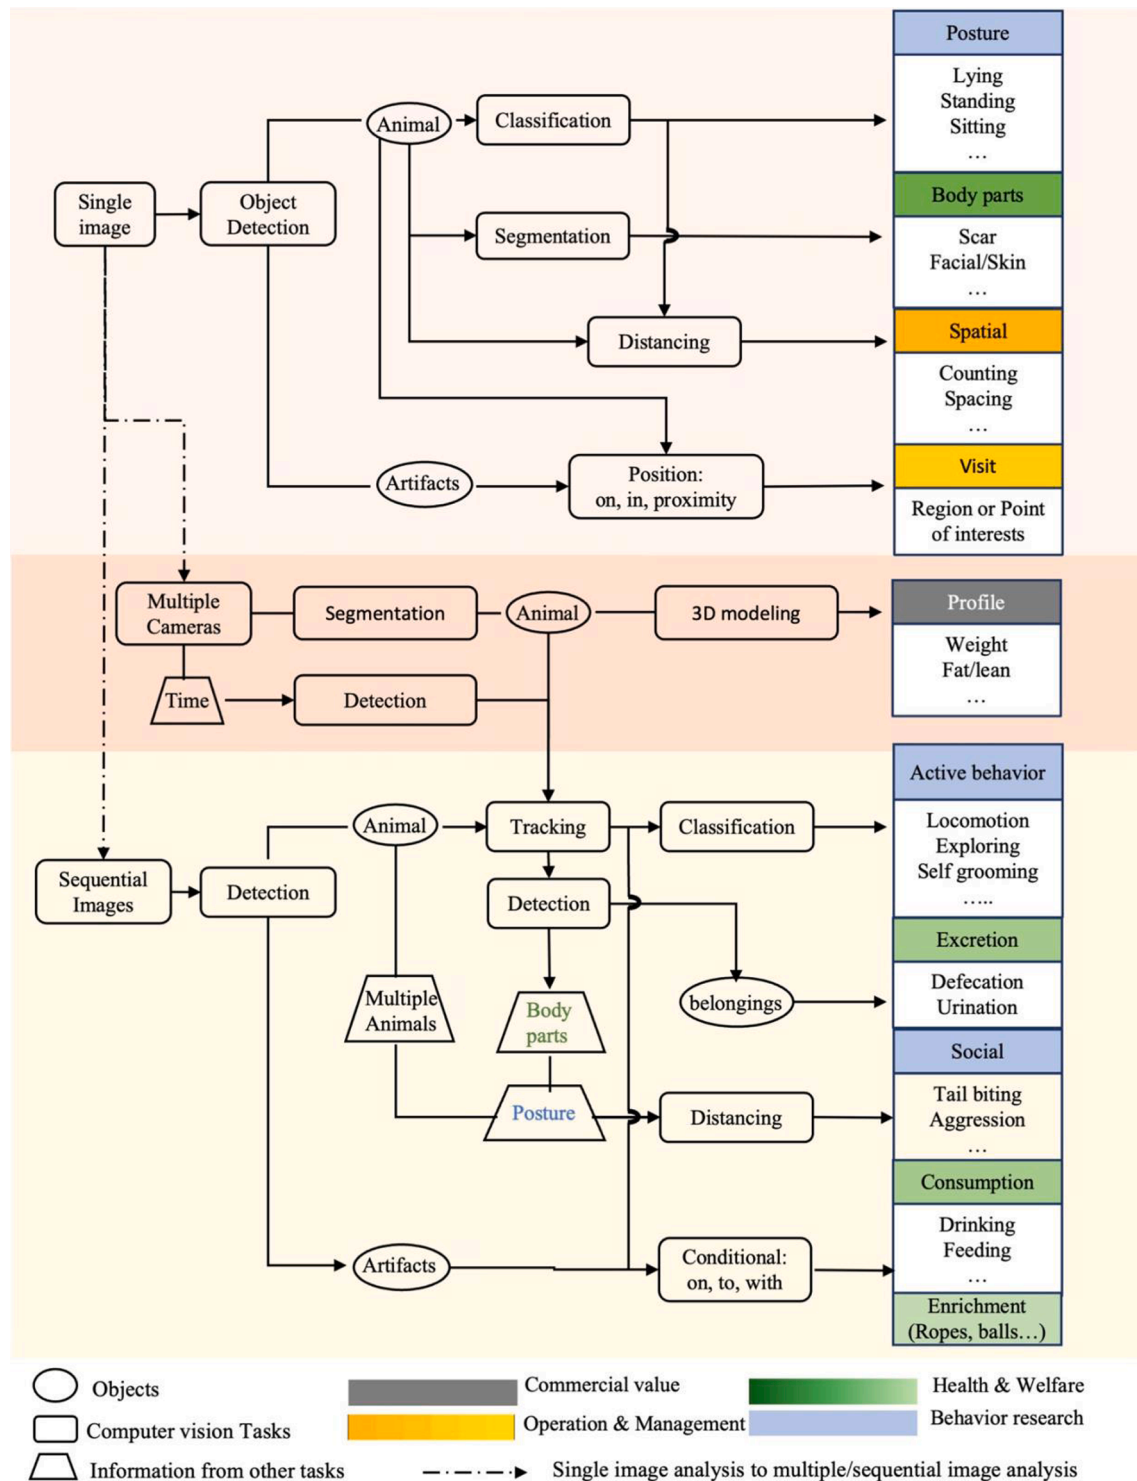 Posture
Lying
Standing
Sitting
...
Animal
Classification
Single
image
Object
Detection
Body parts
Segmentation
Scar
Facial/Skin
...
Distancing
Spatial
Counting
Spacing
...
Artifacts
Position:
on, in, proximity
Visit
Region or Point
of interests
Multiple
Cameras
Segmentation
Animal
3D modeling
Profile
Weight
Fat/lean
...
Time
Detection
Active behavior
Animal
Tracking
Classification
Locomotion
Exploring
Self grooming
.....
Sequential
Images
Detection
Detection
Excretion
Multiple
Animals
Body
parts
belongings
Defecation
Urination
Social
Posture
Distancing
Tail biting
Aggression
...
Consumption
Artifacts
Conditional:
on, to, with
Drinking
Feeding
...
Enrichment
(Ropes, balls...)
Objects
Commercial value
Health & Welfare
Computer vision Tasks
Operation & Management
Behavior research
Information from other tasks
Single image analysis to multiple/sequential image analysis